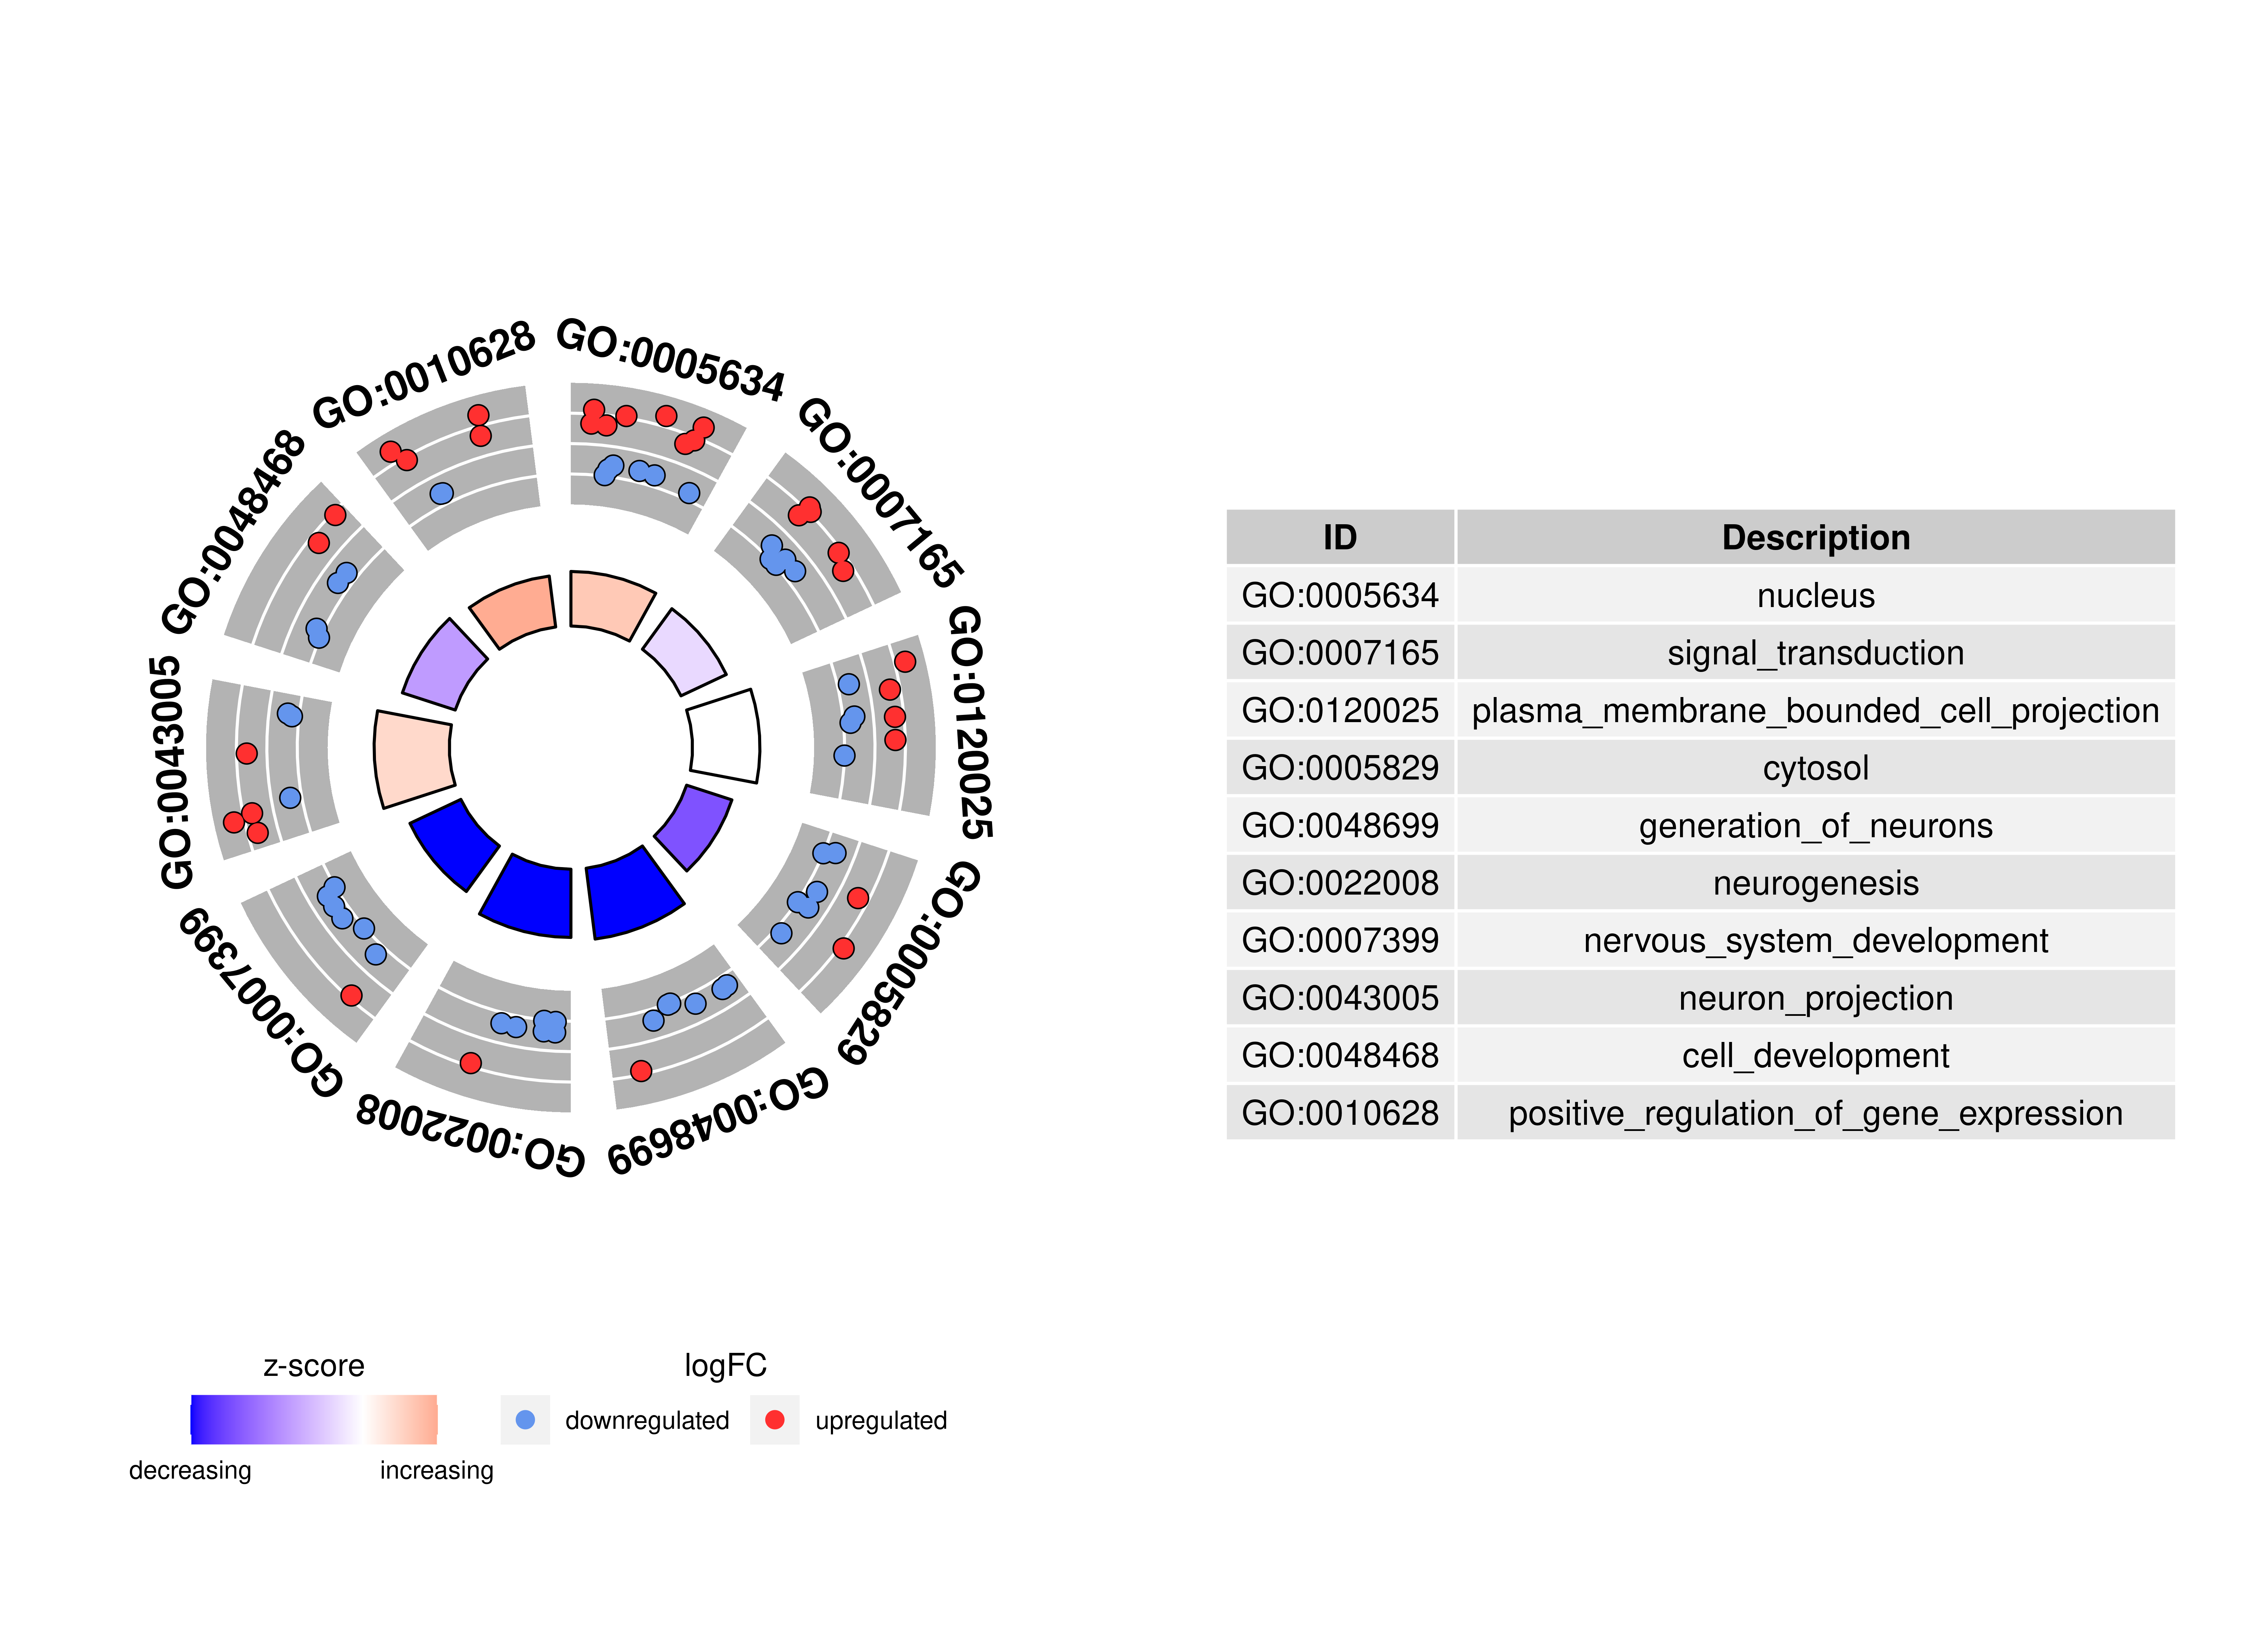 GO:0005634
GO:0007165
GO:0120025
GO:0005829
GO:0048699
GO:0022008
GO:0007399
GO:0043005
GO:0048468
GO:0010628
ID Description
GO:0005634 nucleus
GO:0007165 signal_transduction
GO:0120025 plasma_membrane_bounded_cell_projection
GO:0005829 cytosol
GO:0048699 generation_of_neurons
GO:0022008 neurogenesis
GO:0007399 nervous_system_development
GO:0043005 neuron_projection
GO:0048468 cell_development
GO:0010628 positive_regulation_of_gene_expression
z-score logFC
downregulated upregulated
decreasing increasing